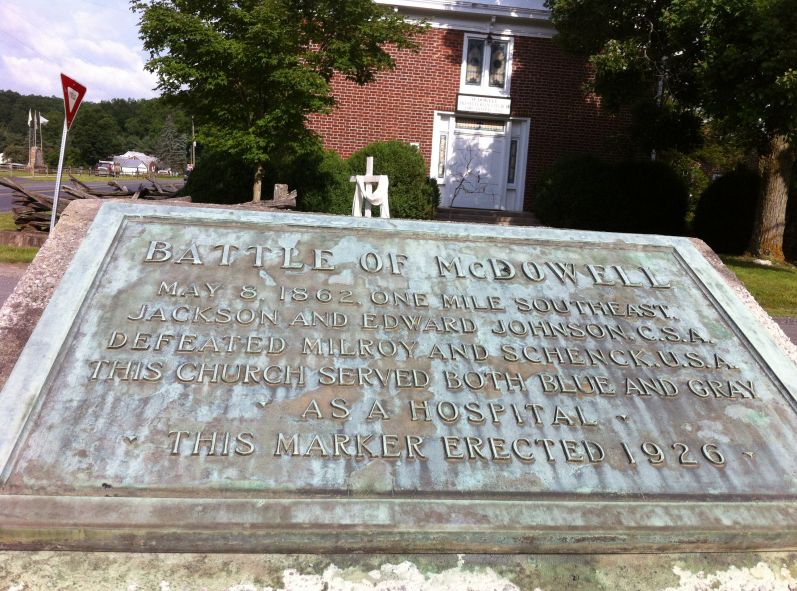 BATTLE OF McDOWELL
MAY 8, 1862, ONE MILE SOUTHEAST,
JACKSON AND EDWARD JOHNSON, C.S.A.
DEFEATED MILROY AND SCHENCK, U.S.A.
THIS CHURCH SERVED BOTH BLUE AND GRAY
AS A HOSPITAL
THIS MARKER ERECTED 1926